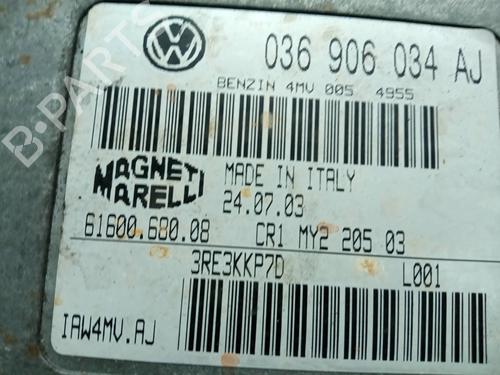 036 906 034 AJ
BENZIN 4MV 005 4955
MAGNETI MARELLI
MADE IN ITALY
24.07.03
61600.680.08 CR1 MY2 205 03
3RE3KKP7D L001
IAW4MV.AJ
B-PARTS